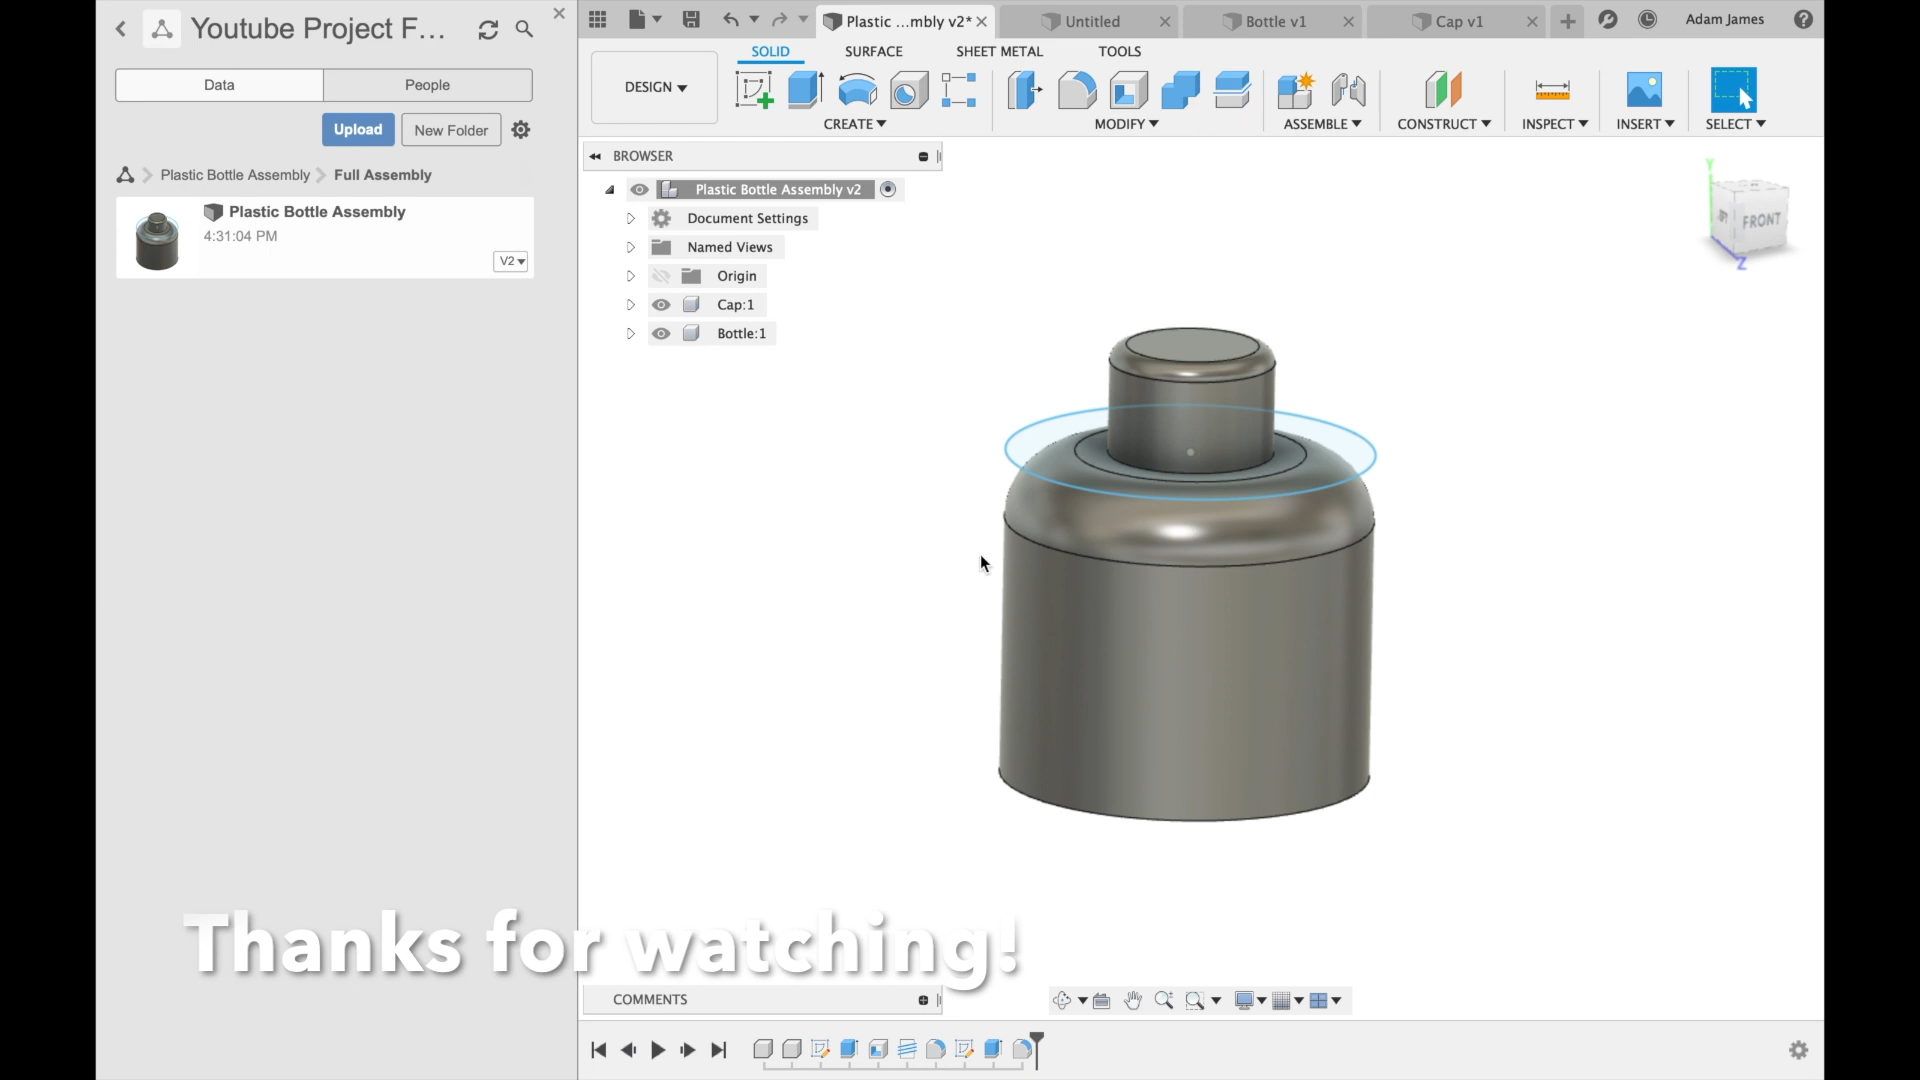 Youtube Project F...
Data
People
Upload
New Folder
Plastic Bottle Assembly
Full Assembly
Plastic Bottle Assembly
4:31:04 PM
V2
Plastic ...mbly v2*
Untitled
Bottle v1
Cap v1
Adam James
DESIGN
SOLID
SURFACE
SHEET METAL
TOOLS
CREATE
MODIFY
ASSEMBLE
CONSTRUCT
INSPECT
INSERT
SELECT
BROWSER
Plastic Bottle Assembly v2
Document Settings
Named Views
Origin
Cap:1
Bottle:1
Y
FRONT
Z
Thanks for watching!
COMMENTS